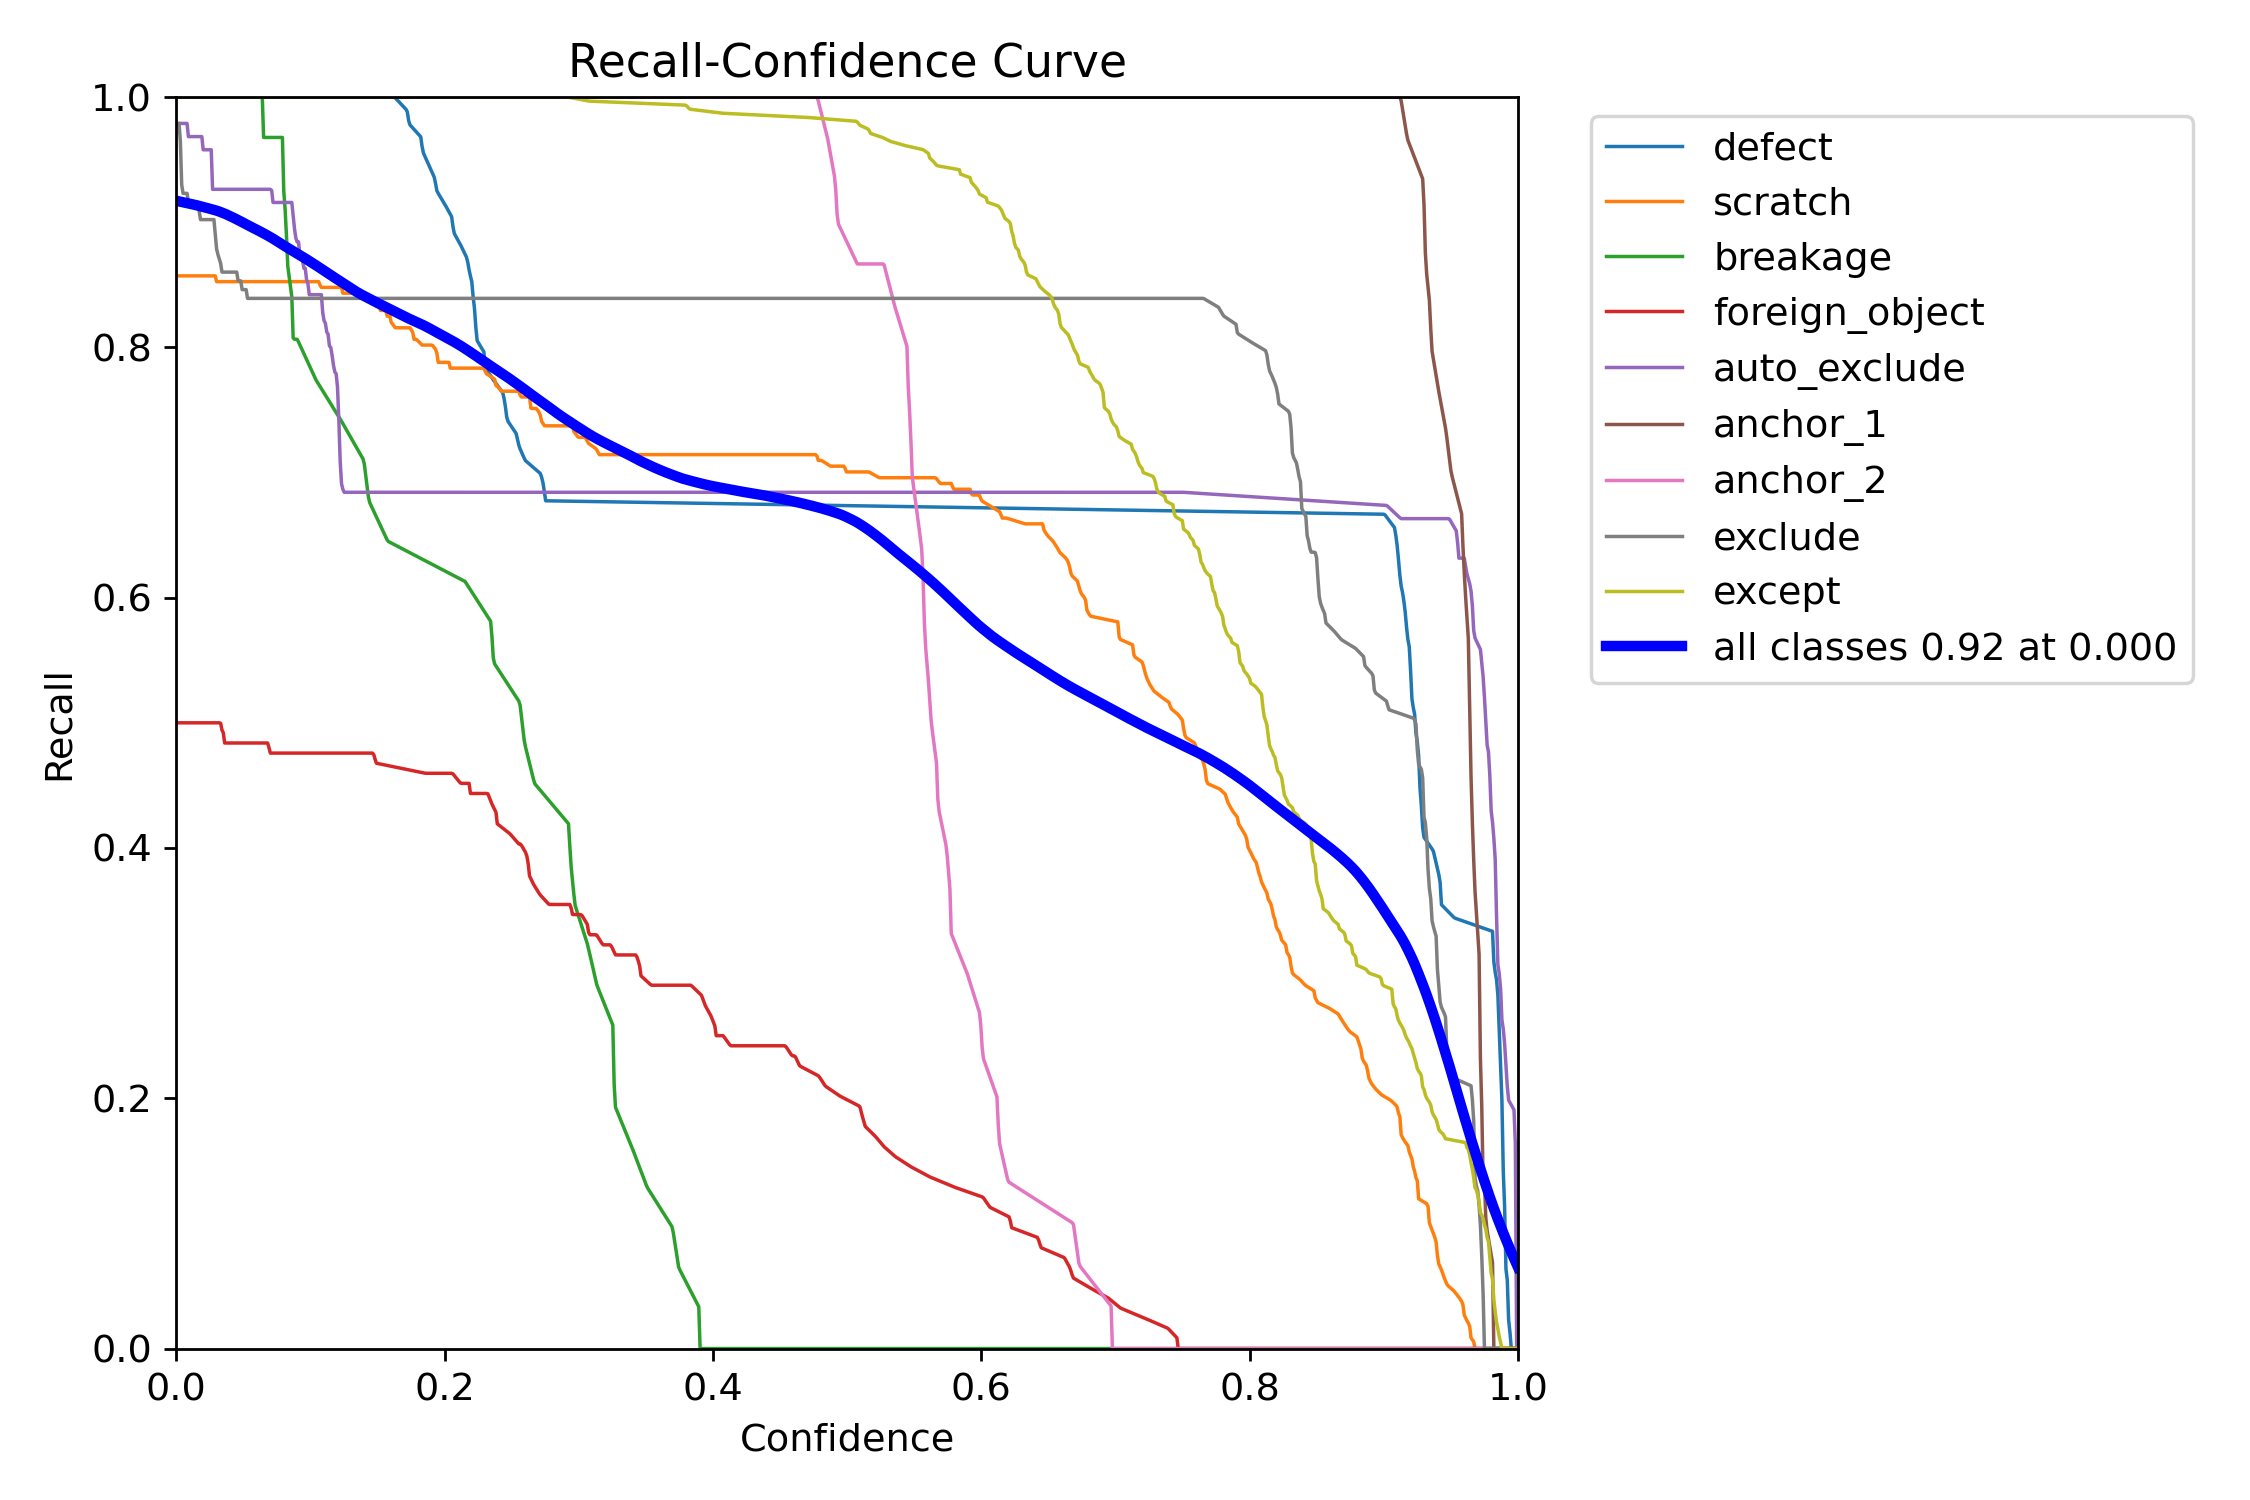 Recall-Confidence Curve
1.0
0.8
0.6
0.4
0.2
0.0
Recall
0.0 0.2 0.4 0.6 0.8 1.0
Confidence
defect
scratch
breakage
foreign_object
auto_exclude
anchor_1
anchor_2
exclude
except
all classes 0.92 at 0.000